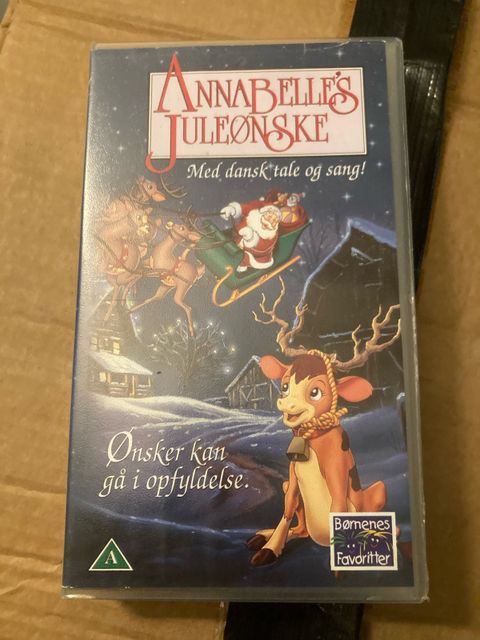 ANNABELLE'S
JULEØNSKE
Med dansk tale og sang!
Ønsker kan
gå i opfyldelse.
A
Børnenes
Favoritter